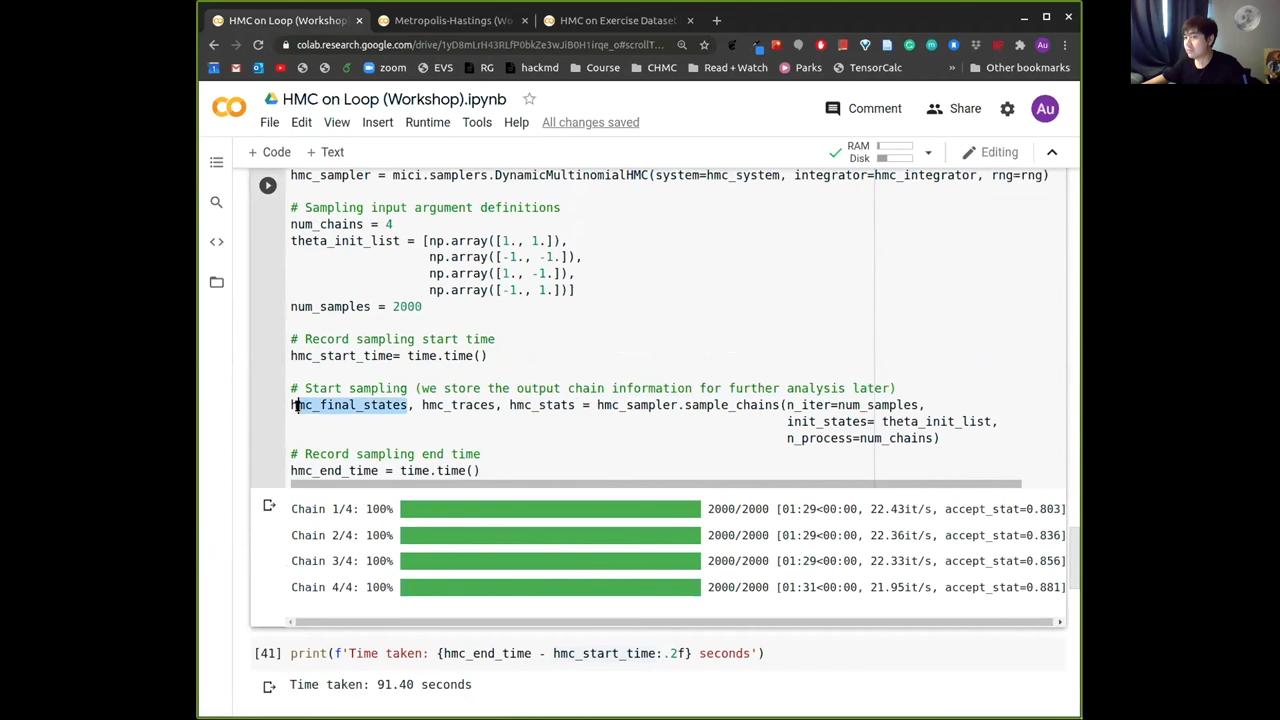 HMC on Loop (Workshop)
Metropolis-Hastings (Wo
HMC on Exercise Dataset
colab.research.google.com/drive/1yD8mLrH43RLfP0bkZe3wJiB0H1irqe_o#scrollT...
Au
zoom
EVS
RG
hackmd
Course
CHMC
Read + Watch
Parks
TensorCalc
»
Other bookmarks
HMC on Loop (Workshop).ipynb
Comment
Share
Au
File Edit View Insert Runtime Tools Help All changes saved
+ Code + Text
RAM
Disk
Editing
hmc_sampler = mici.samplers.DynamicMultinomialHMC(system=hmc_system, integrator=hmc_integrator, rng=rng)
# Sampling input argument definitions
num_chains = 4
theta_init_list = [np.array([1., 1.]),
np.array([-1., -1.]),
np.array([1., -1.]),
np.array([-1., 1.])]
num_samples = 2000
# Record sampling start time
hmc_start_time= time.time()
# Start sampling (we store the output chain information for further analysis later)
hmc_final_states, hmc_traces, hmc_stats = hmc_sampler.sample_chains(n_iter=num_samples,
init_states= theta_init_list,
n_process=num_chains)
# Record sampling end time
hmc_end_time = time.time()
Chain 1/4: 100% 2000/2000 [01:29<00:00, 22.43it/s, accept_stat=0.803]
Chain 2/4: 100% 2000/2000 [01:29<00:00, 22.36it/s, accept_stat=0.836]
Chain 3/4: 100% 2000/2000 [01:29<00:00, 22.33it/s, accept_stat=0.856]
Chain 4/4: 100% 2000/2000 [01:31<00:00, 21.95it/s, accept_stat=0.881]
[41] print(f'Time taken: {hmc_end_time - hmc_start_time:.2f} seconds')
Time taken: 91.40 seconds